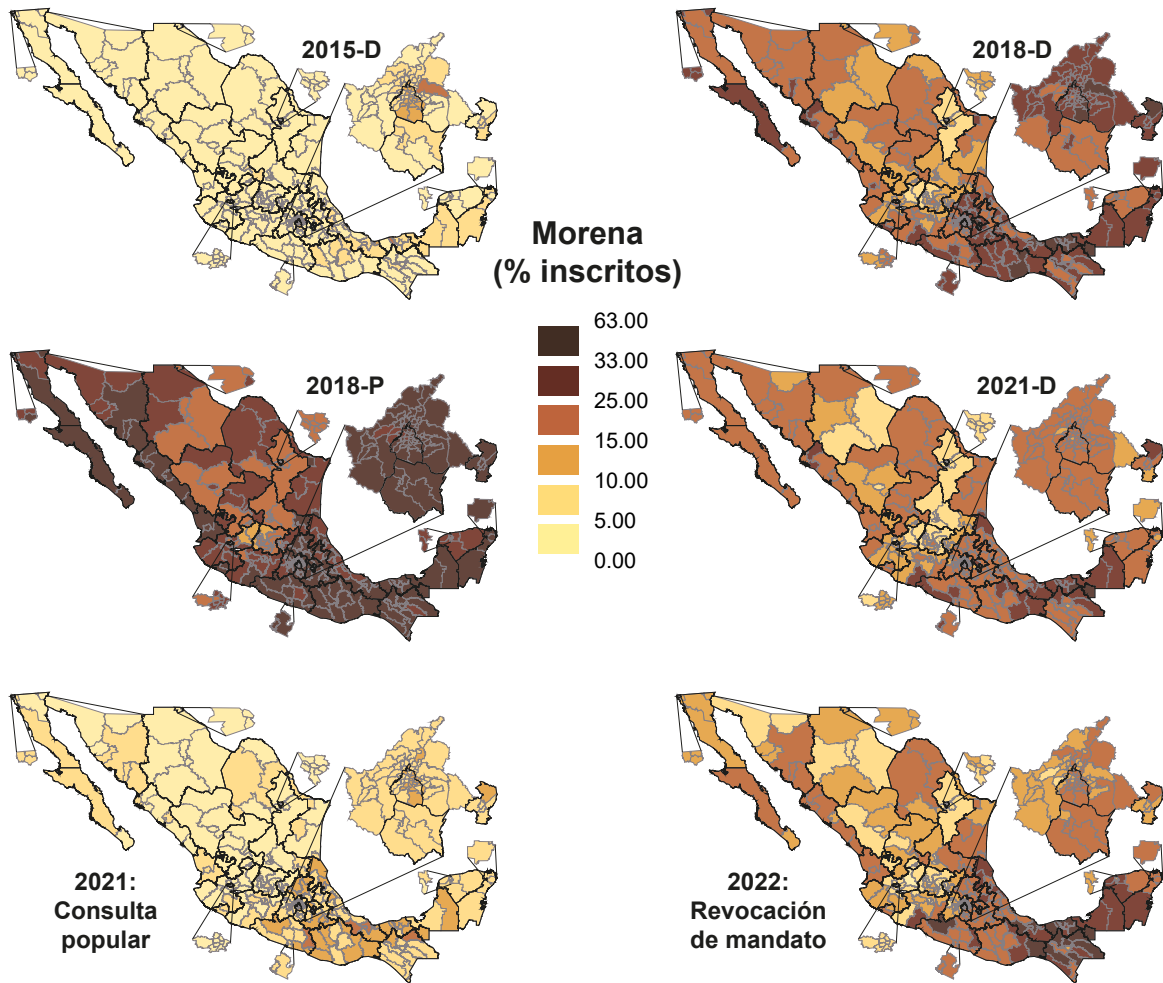 2015-D
2018-D
Morena
(% inscritos)
63.00
33.00
25.00
15.00
10.00
5.00
0.00
2018-P
2021-D
2021:
Consulta
popular
2022:
Revocación
de mandato